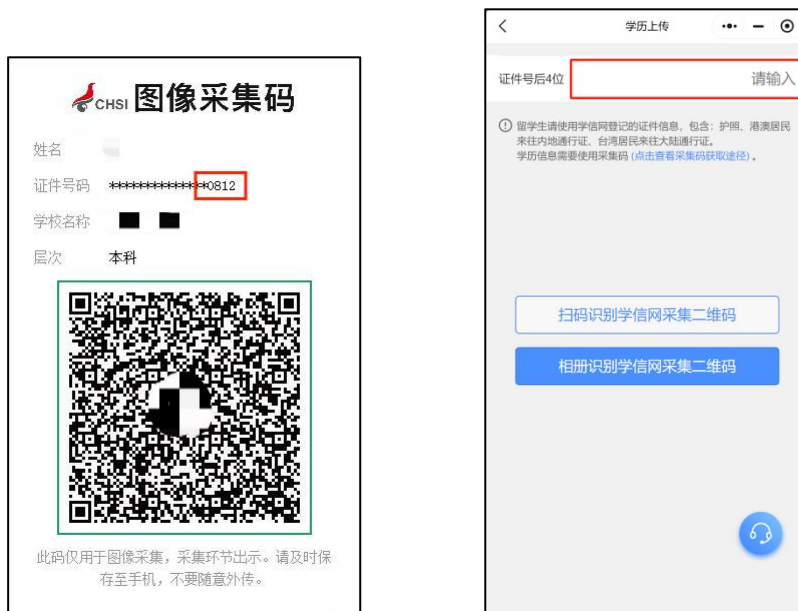 CHSI 图像采集码
姓名
证件号码 **************0812
学校名称
层次 本科
此码仅用于图像采集，采集环节出示。请及时保
存至手机，不要随意外传。
学历上传
证件号后4位 请输入
留学生请使用学信网登记的证件信息，包含：护照、港澳居民
来往内地通行证、台湾居民来往大陆通行证。
学历信息需要使用采集码 (点击查看采集码获取途径) 。
扫码识别学信网采集二维码
相册识别学信网采集二维码